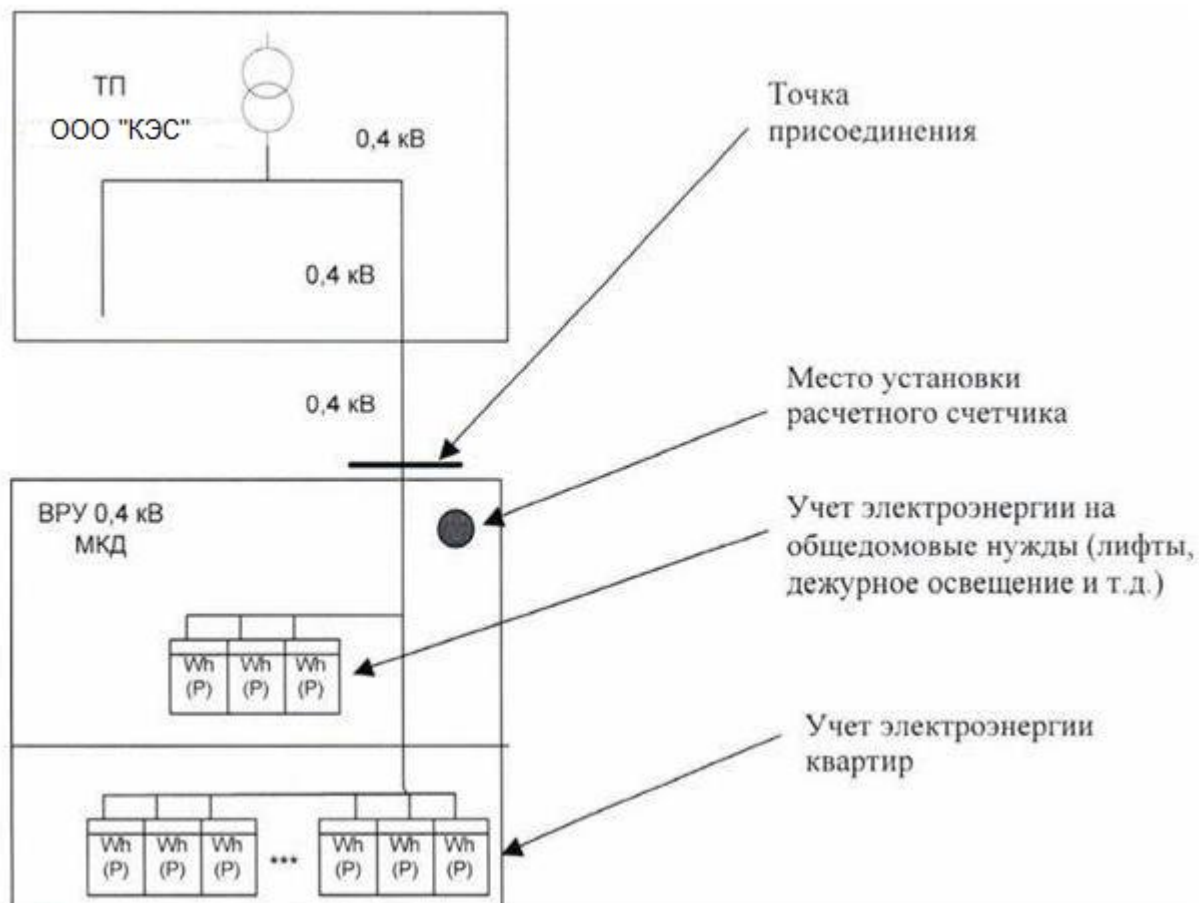 ТП
ООО "КЭС"
0,4 кВ
0,4 кВ
0,4 кВ
Точка
присоединения
Место установки
расчетного счетчика
ВРУ 0,4 кВ
МКД
Учет электроэнергии на
общедомовые нужды (лифты,
дежурное освещение и т.д.)
Wh Wh Wh
(P) (P) (P)
Учет электроэнергии
квартир
Wh Wh Wh *** Wh Wh Wh
(P) (P) (P) (P) (P) (P)